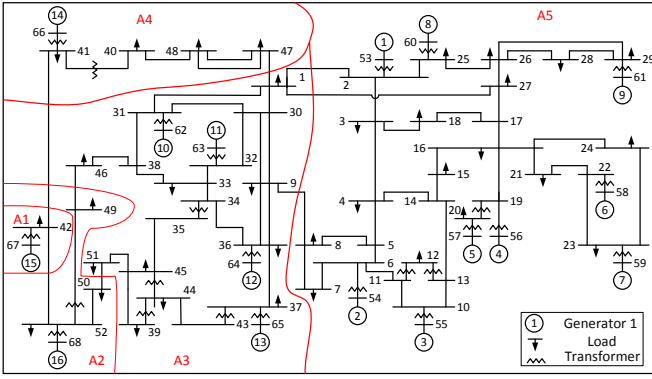 14 A4 1 8 A5
66 53 60
41 40 48 47 25 26 28 29
61
1 2 27 9
31 10 62 11 30 3 18 17
63
16 24
46 38 32 15 21 22
33 9 58
49 34 4 14 20 19 6
A1 42 35 57 56
67 36 8 5 12 5 4 23
15 51 64 6 59
45 12 7 11 13 7
50 44 54
37 2 10
52 39 43 65 55
68 13 3
16 A2 A3
1 Generator 1
Load
Transformer